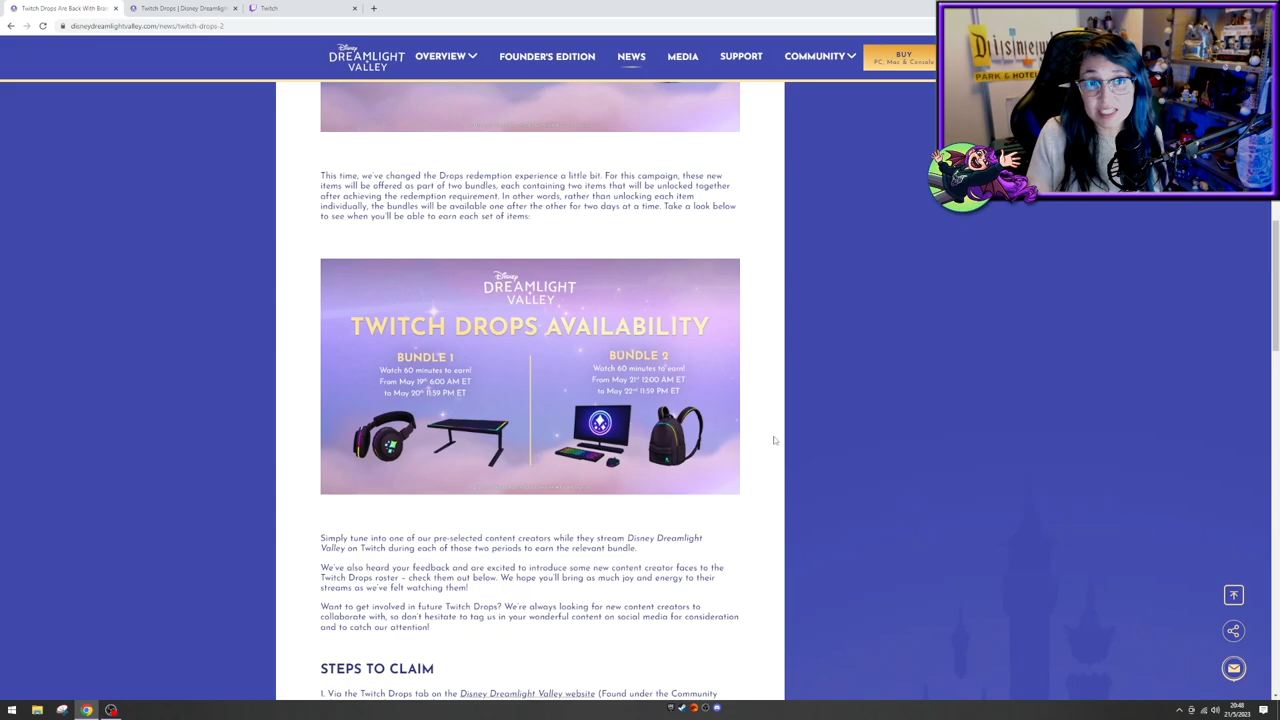 Twitch Drops Are Back With Bran
Twitch Drops | Disney Dreamligh
Twitch
disneydreamlightvalley.com/news/twitch-drops-2
Disney
DREAMLIGHT
VALLEY
OVERVIEW
FOUNDER'S EDITION
NEWS
MEDIA
SUPPORT
COMMUNITY
BUY
PC, Mac & Console
PARK & HOTEL
This time, we've changed the Drops redemption experience a little bit. For this campaign, these new
items will be offered as part of two bundles, each containing two items that will be unlocked together
after achieving the redemption requirement. In other words, rather than unlocking each item
individually, the bundles will be available one after the other for two days at a time. Take a look below
to see when you'll be able to earn each set of items:
Disney
DREAMLIGHT
VALLEY
TWITCH DROPS AVAILABILITY
BUNDLE 1
Watch 60 minutes to earn!
From May 19th 6:00 AM ET
to May 20th 11:59 PM ET
BUNDLE 2
Watch 60 minutes to earn!
From May 21st 12:00 AM ET
to May 22nd 11:59 PM ET
Simply tune into one of our pre-selected content creators while they stream Disney Dreamlight
Valley on Twitch during each of those two periods to earn the relevant bundle.
We've also heard your feedback and are excited to introduce some new content creator faces to the
Twitch Drops roster – check them out below. We hope you'll bring as much joy and energy to their
streams as we've felt watching them!
Want to get involved in future Twitch Drops? We're always looking for new content creators to
collaborate with, so don't hesitate to tag us in your wonderful content on social media for consideration
and to catch our attention!
STEPS TO CLAIM
1. Via the Twitch Drops tab on the Disney Dreamlight Valley website (Found under the Community
20:48
21/5/2023